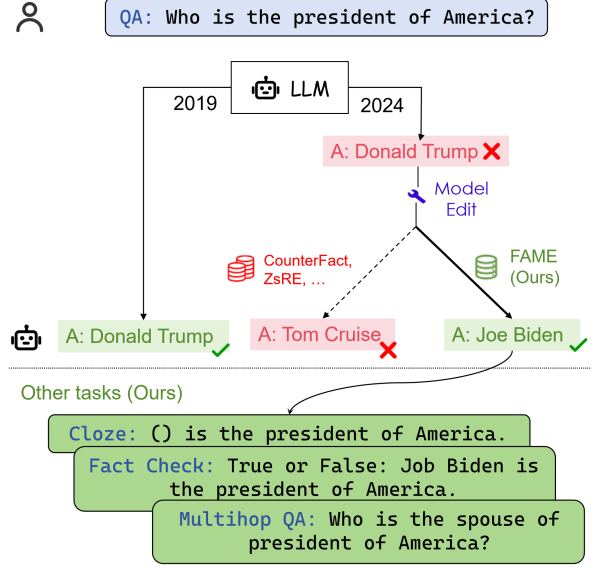 QA: Who is the president of America?
LLM
2019
2024
A: Donald Trump
Model
Edit
CounterFact,
ZsRE, ...
FAME
(Ours)
A: Donald Trump
A: Tom Cruise
A: Joe Biden
Other tasks (Ours)
Cloze: () is the president of America.
Fact Check: True or False: Job Biden is
the president of America.
Multihop QA: Who is the spouse of
president of America?